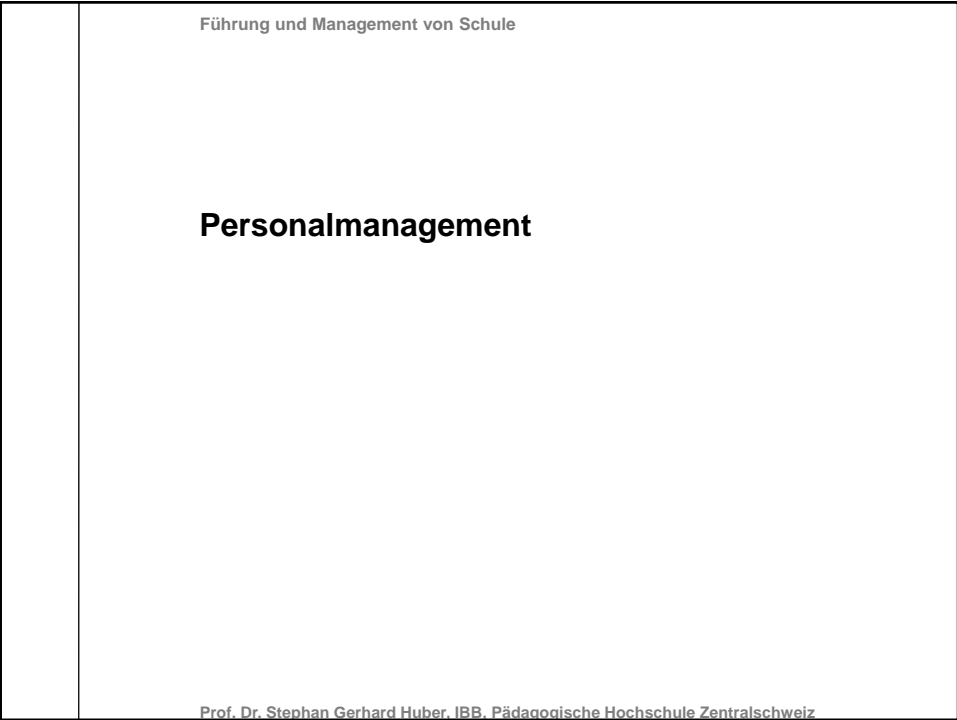 Führung und Management von Schule
Personalmanagement
Prof. Dr. Stephan Gerhard Huber, IBB, Pädagogische Hochschule Zentralschweiz